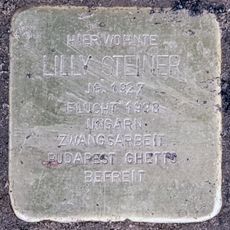 HIER WOHNTE
LILLY STEINER
JG. 1927
FLUCHT 1938
UNGARN
ZWANGSARBEIT
BUDAPEST GHETTO
BEFREIT